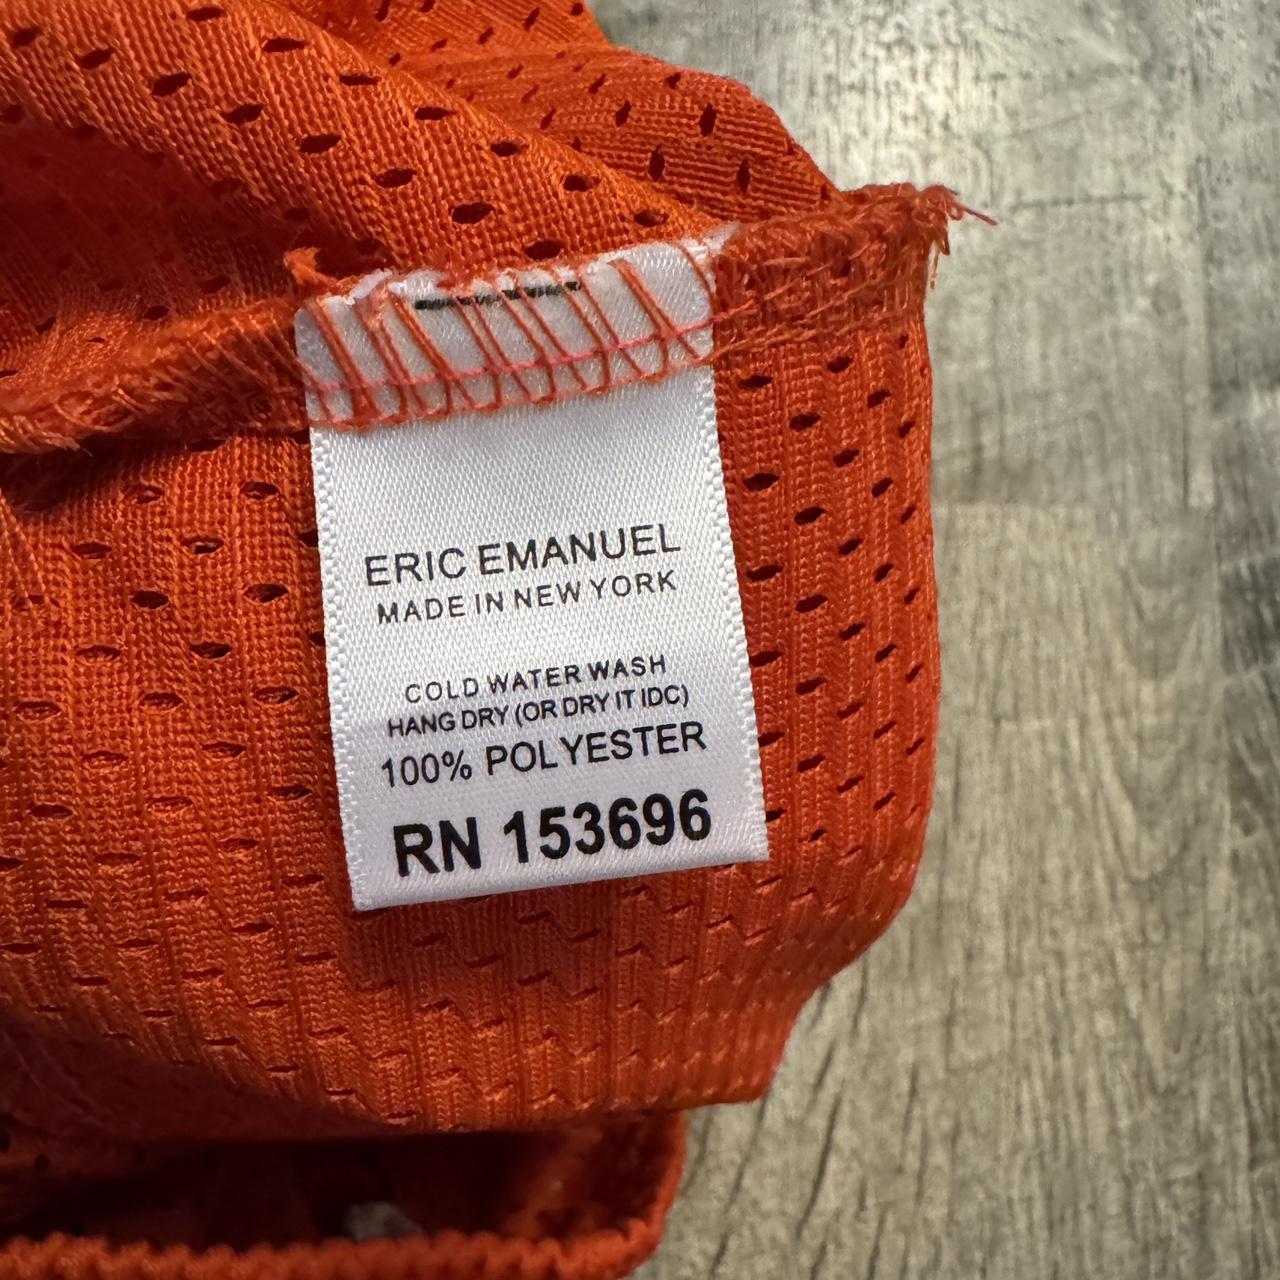 ERIC EMANUEL
MADE IN NEW YORK
COLD WATER WASH
HANG DRY (OR DRY IT IDC)
100% POLYESTER
RN 153696